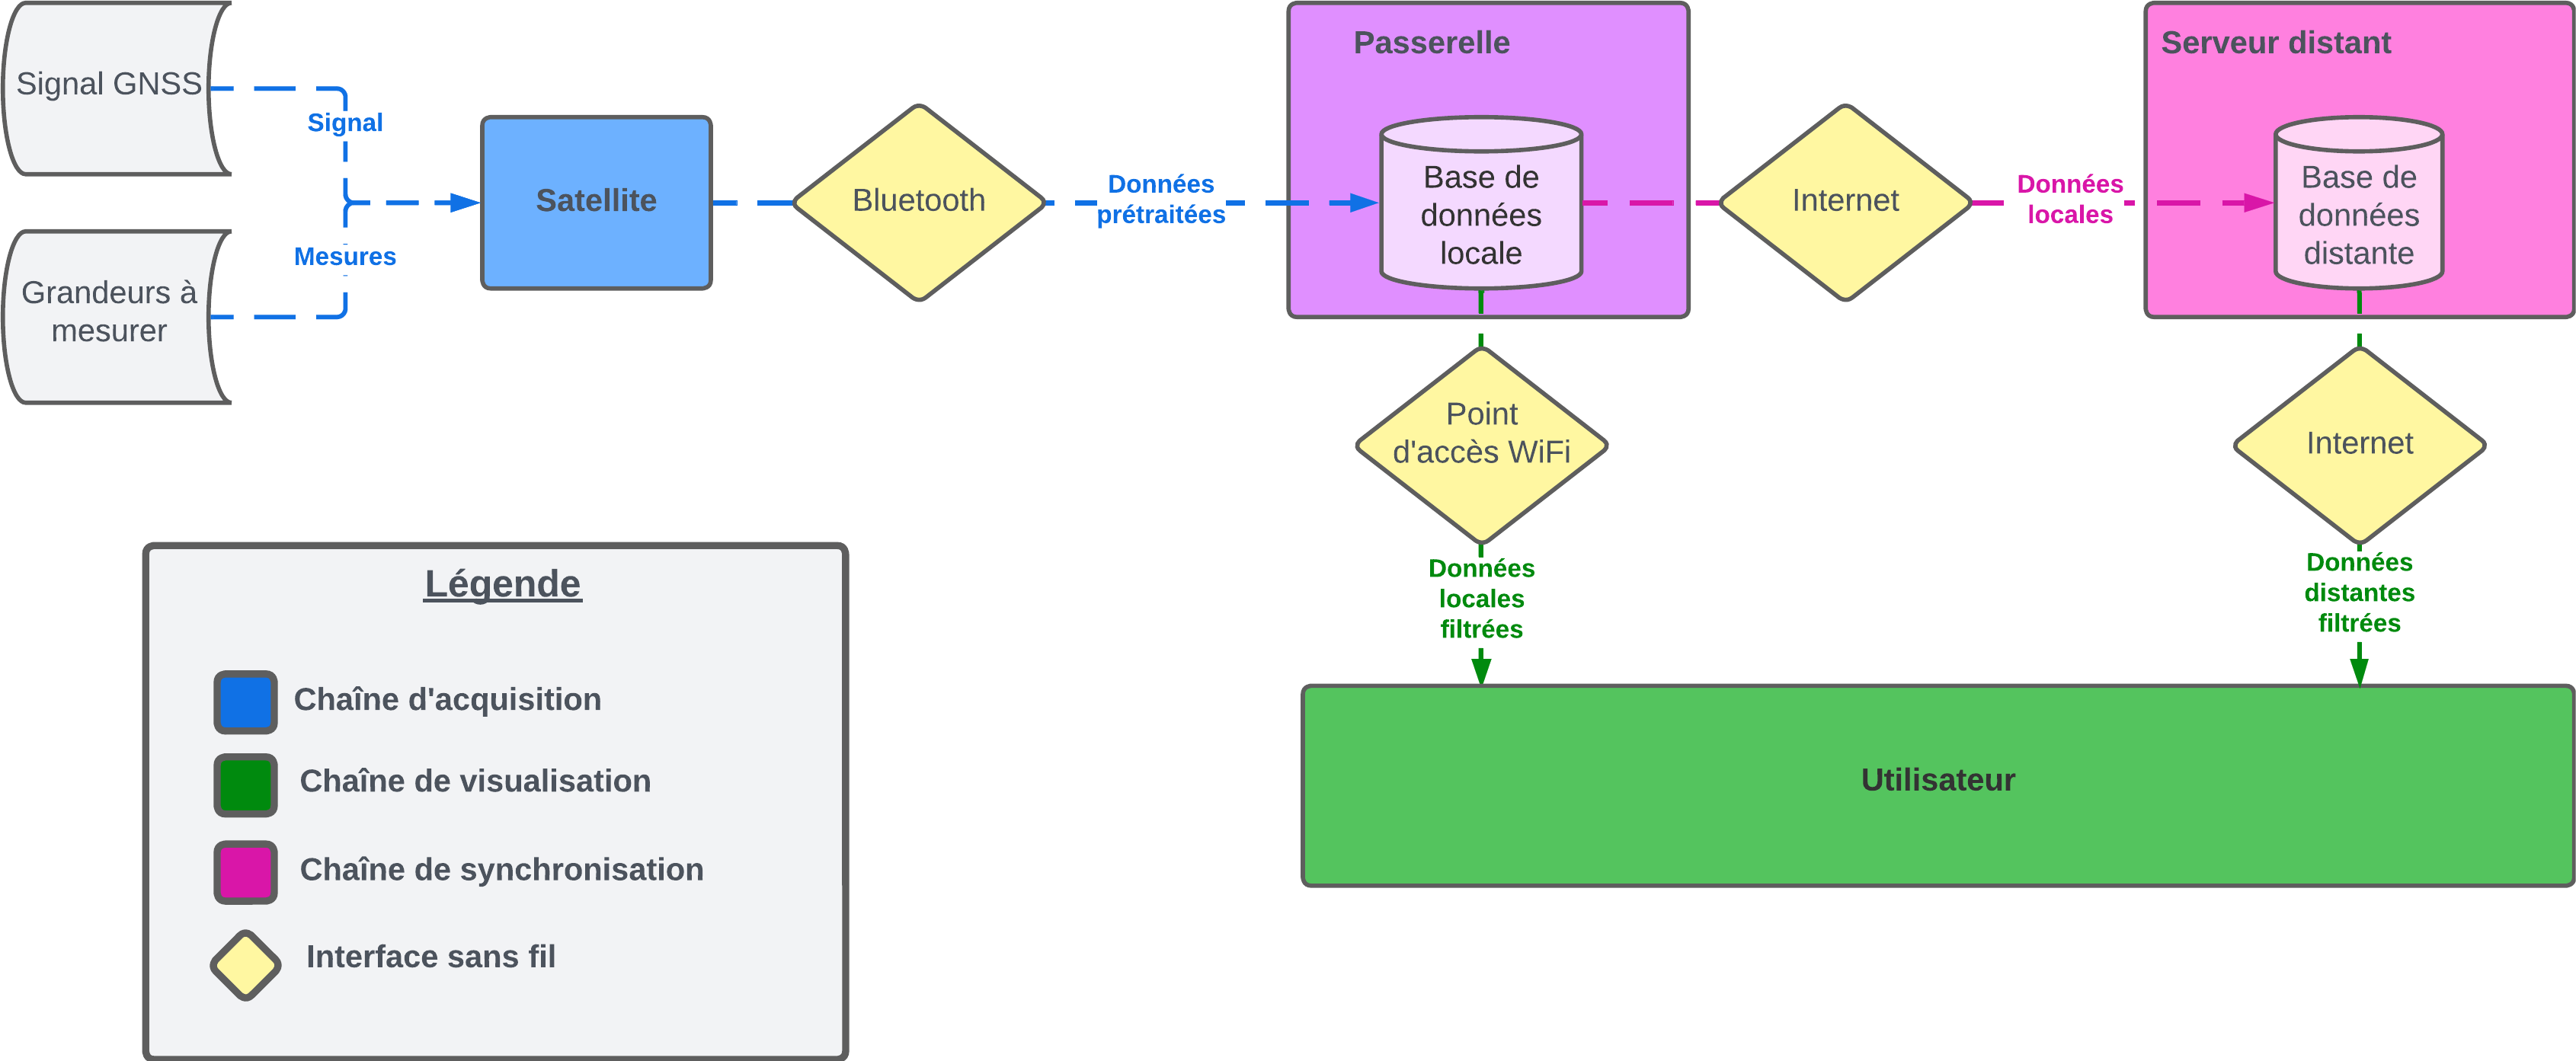 Signal GNSS
Signal
Mesures
Grandeurs à
mesurer
Satellite
Bluetooth
Données
prétraitées
Passerelle
Base de
données
locale
Internet
Données
locales
Serveur distant
Base de
données
distante
Point
d'accès WiFi
Internet
Données
locales
filtrées
Données
distantes
filtrées
Utilisateur
Légende
Chaîne d'acquisition
Chaîne de visualisation
Chaîne de synchronisation
Interface sans fil